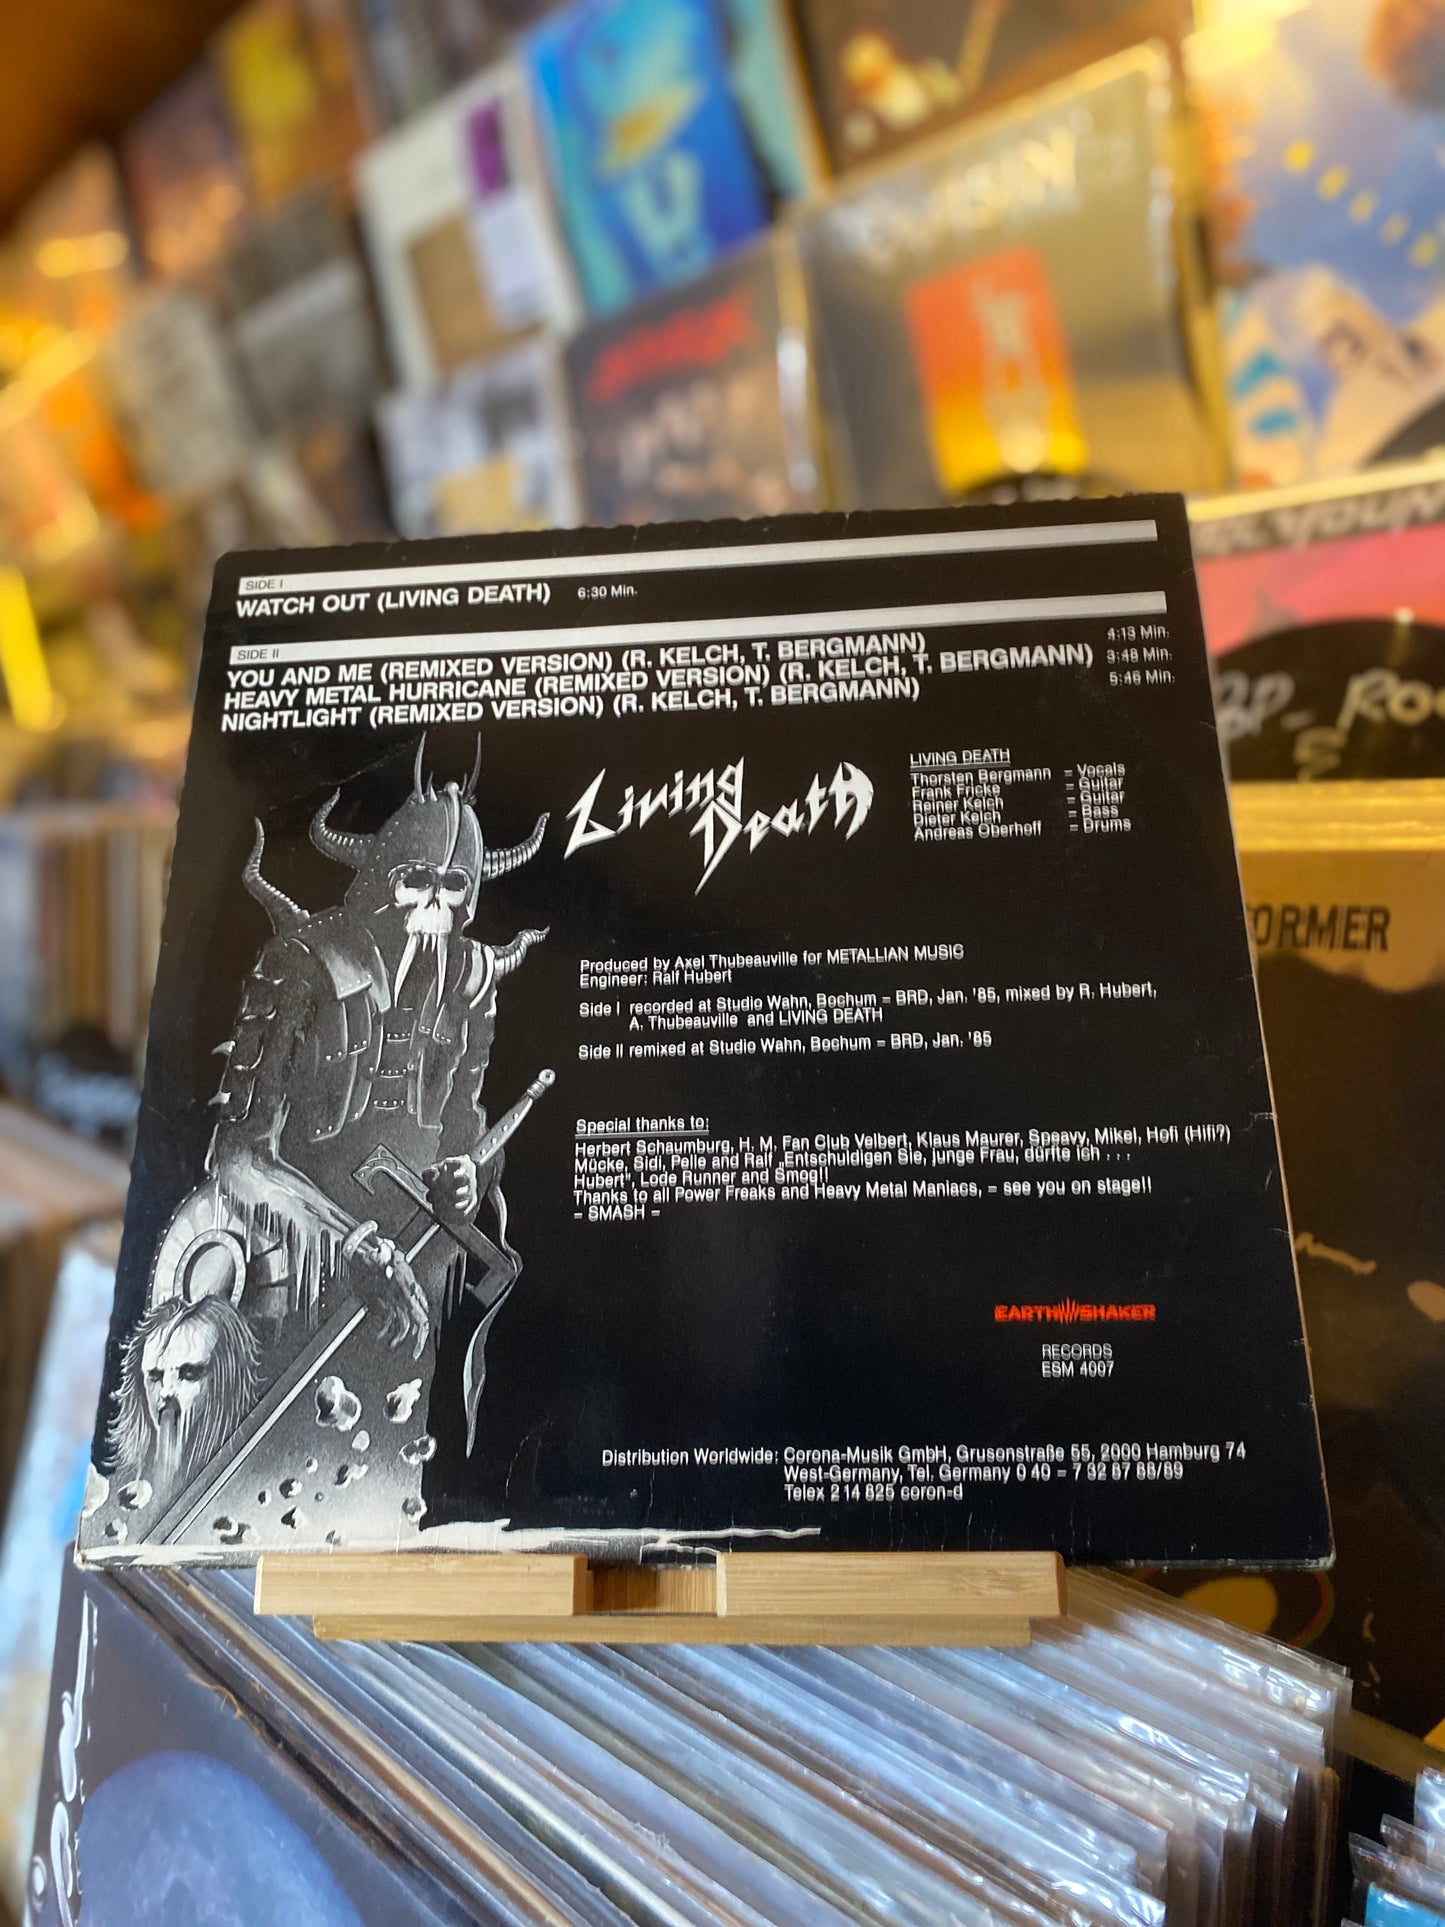 SIDE I
WATCH OUT (LIVING DEATH) 6:30 Min.
SIDE II
YOU AND ME (REMIXED VERSION) (R. KELCH, T. BERGMANN) 4:13 Min.
HEAVY METAL HURRICANE (REMIXED VERSION) (R. KELCH, T. BERGMANN) 3:48 Min.
NIGHTLIGHT (REMIXED VERSION) (R. KELCH, T. BERGMANN) 5:46 Min.
Living
Death
LIVING DEATH
Thorsten Bergmann = Vocals
Frank Fricke = Guitar
Reiner Kelch = Guitar
Dieter Kelch = Bass
Andreas Oberhoff = Drums
Produced by Axel Thubeauville for METALLIAN MUSIC
Engineer: Ralf Hubert
Side I recorded at Studio Wahn, Bochum – BRD, Jan. '85, mixed by R. Hubert,
A. Thubeauville and LIVING DEATH
Side II remixed at Studio Wahn, Bochum – BRD, Jan. '85
Special thanks to:
Herbert Schaumburg, H. M. Fan Club Velbert, Klaus Maurer, Speavy, Mikel, Hofi (Hifi?)
Mücke, Sidi, Pelle and Ralf „Entschuldigen Sie, junge Frau, dürfte ich . . .
Hubert", Lode Runner and Smog!!
Thanks to all Power Freaks and Heavy Metal Maniacs, – see you on stage!!
– SMASH –
EARTHSHAKER
RECORDS
ESM 4007
Distribution Worldwide: Corona-Musik GmbH, Grusonstraße 55, 2000 Hamburg 74
West-Germany, Tel. Germany 0 40 – 7 32 87 88/89
Telex 2 14 825 coron-d
ORMER